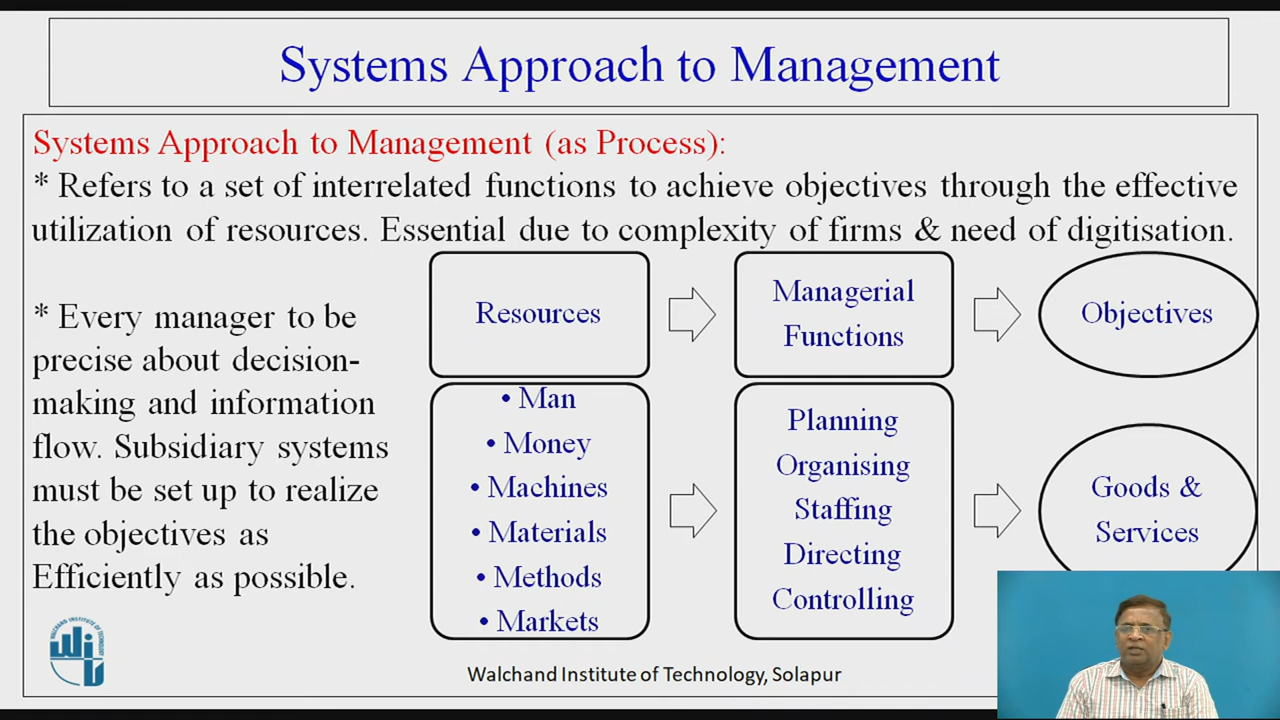 Systems Approach to Management
Systems Approach to Management (as Process):
* Refers to a set of interrelated functions to achieve objectives through the effective
utilization of resources. Essential due to complexity of firms & need of digitisation.
* Every manager to be
precise about decision-
making and information
flow. Subsidiary systems
must be set up to realize
the objectives as
Efficiently as possible.
Resources
Managerial
Functions
Objectives
• Man
• Money
• Machines
• Materials
• Methods
• Markets
Planning
Organising
Staffing
Directing
Controlling
Goods &
Services
WALCHAND INSTITUTE OF TECHNOLOGY
Walchand Institute of Technology, Solapur